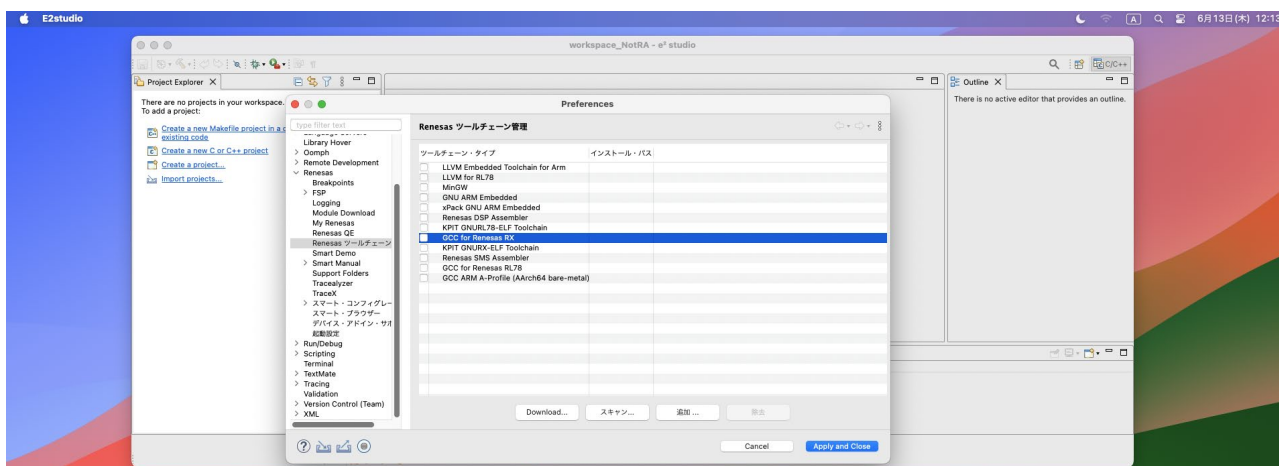 E2studio
A
6月13日(木) 12:13
workspace_NotRA - e² studio
C/C++
Project Explorer
There are no projects in your workspace.
To add a project:
Create a new Makefile project in a
existing code
Create a new C or C++ project
Create a project...
Import projects...
Outline
There is no active editor that provides an outline.
Preferences
type filter text
Library Hover
Oomph
Remote Development
Renesas
Breakpoints
FSP
Logging
Module Download
My Renesas
Renesas QE
Renesas ツールチェーン
Smart Demo
Smart Manual
Support Folders
Tracealyzer
TraceX
スマート・コンフィグレー
スマート・ブラウザー
デバイス・アドイン・サポ
起動設定
Run/Debug
Scripting
Terminal
TextMate
Tracing
Validation
Version Control (Team)
XML
Renesas ツールチェーン管理
ツールチェーン・タイプ
インストール・パス
LLVM Embedded Toolchain for Arm
LLVM for RL78
MinGW
GNU ARM Embedded
xPack GNU ARM Embedded
Renesas DSP Assembler
KPIT GNURL78-ELF Toolchain
GCC for Renesas RX
KPIT GNURX-ELF Toolchain
Renesas SMS Assembler
GCC for Renesas RL78
GCC ARM A-Profile (AArch64 bare-metal)
Download...
スキャン...
追加 ...
除去
Cancel
Apply and Close